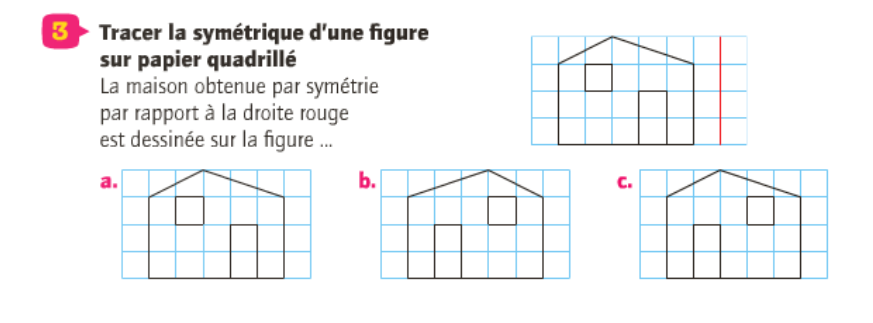 3 Tracer la symétrique d'une figure
sur papier quadrillé
La maison obtenue par symétrie
par rapport à la droite rouge
est dessinée sur la figure ...
a. b. c.